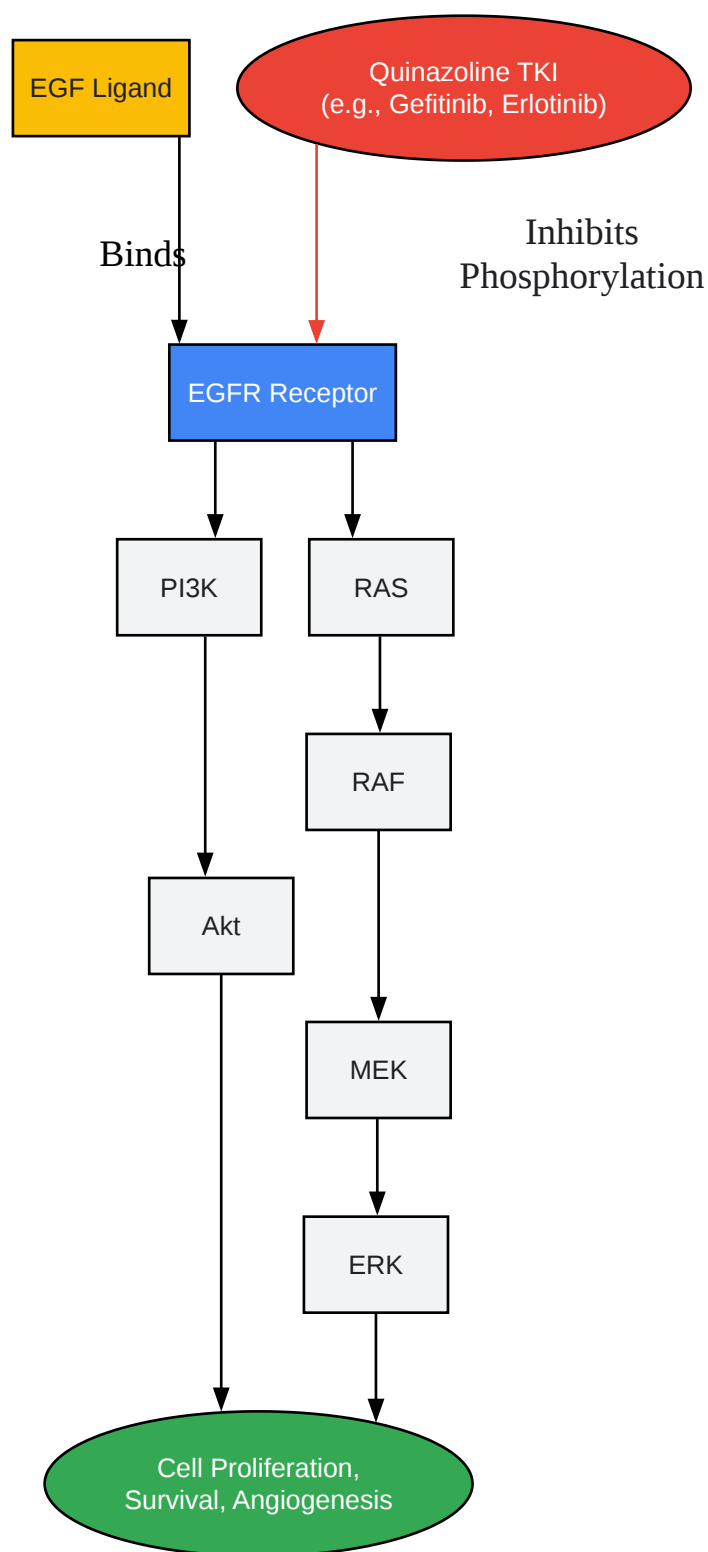 EGF Ligand
Quinazoline TKI
(e.g., Gefitinib, Erlotinib)
Binds
Inhibits
Phosphorylation
EGFR Receptor
PI3K
RAS
RAF
Akt
MEK
ERK
Cell Proliferation,
Survival, Angiogenesis